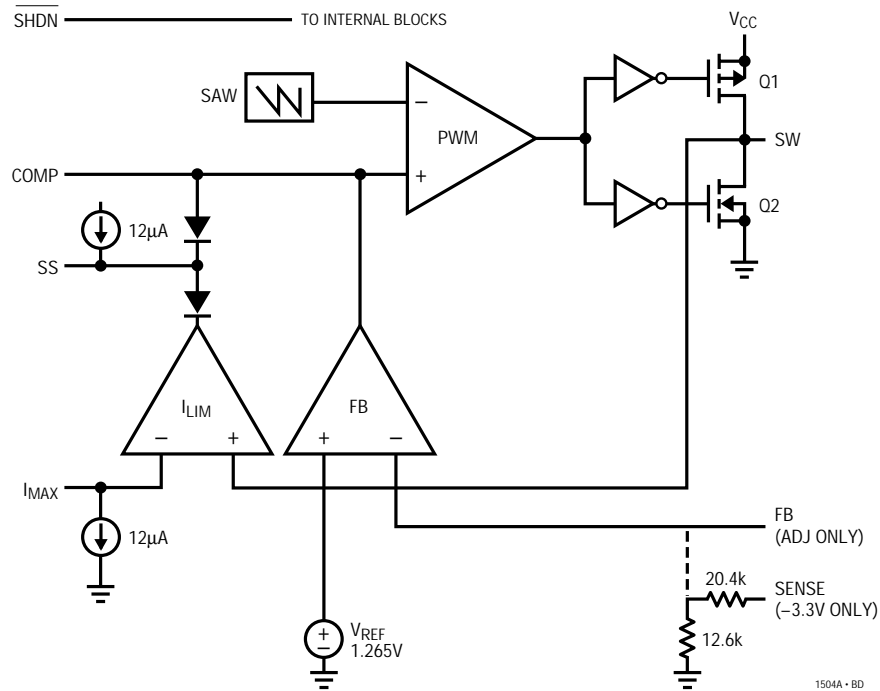 SHDN
TO INTERNAL BLOCKS
VCC
Q1
SAW
−
PWM
SW
COMP
+
12µA
Q2
SS
ILIM
FB
−
+
+
−
IMAX
12µA
FB
(ADJ ONLY)
20.4k
SENSE
(–3.3V ONLY)
+
−
VREF
1.265V
12.6k
1504A • BD